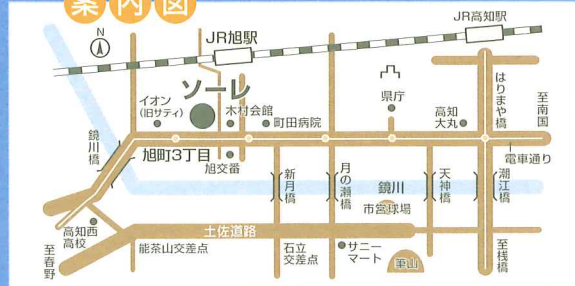 案内図
N
JR旭駅
JR高知駅
ソーレ
イオン
(旧サティ)
木村会館
町田病院
県庁
高知
大丸
はりまや橋
至南国
鏡川橋
旭町3丁目
旭交番
新月橋
月の瀬橋
鏡川
市営球場
天神橋
潮江橋
電車通り
高知西
高校
至春野
土佐道路
能茶山交差点
石立
交差点
サニー
マート
筆山
至桟橋